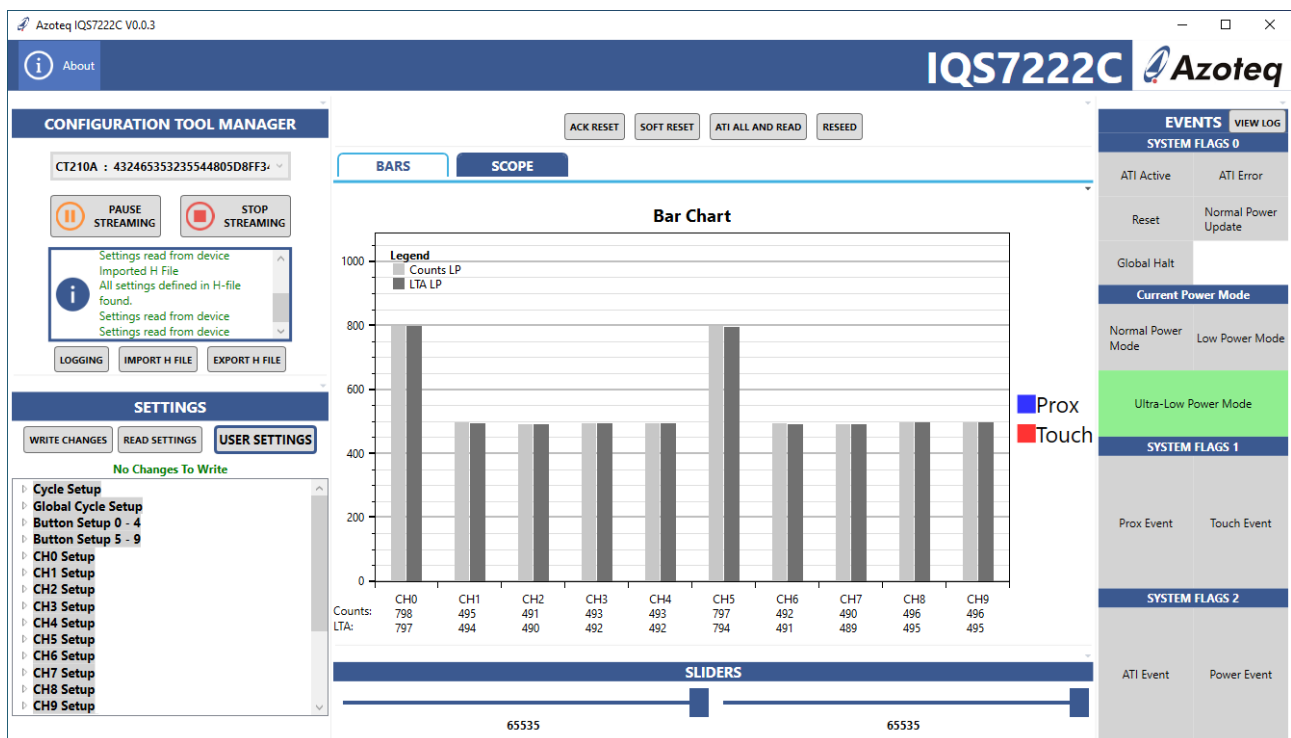 Azoteq IQS7222C V0.0.3
About
IQS7222C
Azoteq
CONFIGURATION TOOL MANAGER
PAUSE
STREAMING
STOP
STREAMING
Settings read from device
Imported H File
All settings defined in H-file
found.
Settings read from device
Settings read from device
LOGGING IMPORT H FILE EXPORT H FILE
SETTINGS
WRITE CHANGES READ SETTINGS USER SETTINGS
No Changes To Write
Cycle Setup
Global Cycle Setup
Button Setup 0 - 4
Button Setup 5 - 9
CH0 Setup
CH1 Setup
CH2 Setup
CH3 Setup
CH4 Setup
CH5 Setup
CH6 Setup
CH7 Setup
CH8 Setup
CH9 Setup
ACK RESET SOFT RESET ATI ALL AND READ RESEED
BARS SCOPE
Bar Chart
Legend
Counts LP
LTA LP
1000
800
600
400
200
0
CH0 CH1 CH2 CH3 CH4 CH5 CH6 CH7 CH8 CH9
Counts: 798 495 491 493 493 797 492 490 496 496
LTA: 797 494 490 492 492 794 491 489 495 495
Prox
Touch
SLIDERS
65535 65535
EVENTS VIEW LOG
SYSTEM FLAGS 0
ATI Active ATI Error
Reset Normal Power
Update
Global Halt
Current Power Mode
Normal Power
Mode
Low Power Mode
Ultra-Low Power Mode
SYSTEM FLAGS 1
Prox Event Touch Event
SYSTEM FLAGS 2
ATI Event Power Event